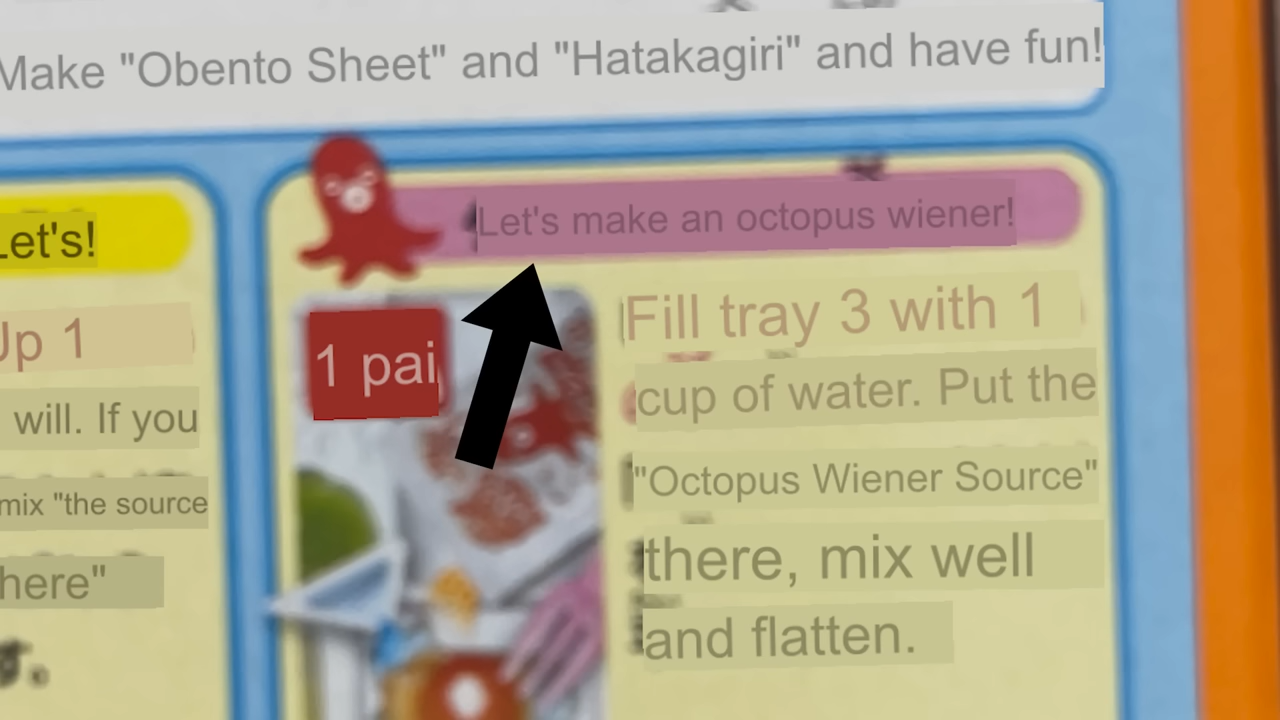 Make "Obento Sheet" and "Hatakagiri" and have fun!
Let's!
Up 1
will. If you
mix "the source
here"
す。
Let's make an octopus wiener!
1 pai
Fill tray 3 with 1
cup of water. Put the
"Octopus Wiener Source"
there, mix well
and flatten.